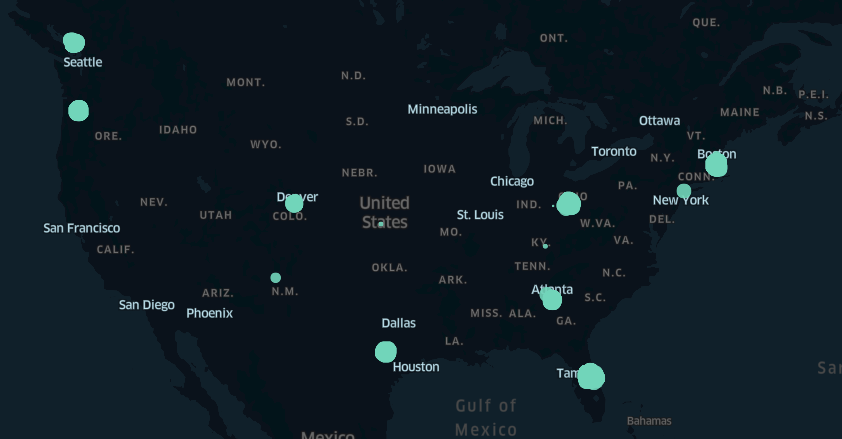 QUE.
ONT.
Seattle
MONT.
N.D.
N.B.
P.E.I.
Minneapolis
MAINE
N.S.
S.D.
MICH.
Ottawa
ORE.
IDAHO
VT.
WYO.
Toronto
Boston
N.Y.
NEBR.
IOWA
CONN.
Chicago
PA.
Denver
NEV.
United
States
IND.
New York
UTAH
COLO.
St. Louis
DEL.
San Francisco
W.VA.
MO.
KY.
VA.
CALIF.
OKLA.
TENN.
N.C.
ARK.
ARIZ.
N.M.
Atlanta
S.C.
San Diego
Phoenix
MISS.
ALA.
GA.
Dallas
LA.
Houston
Gulf of
Mexico
Bahamas
Mexico